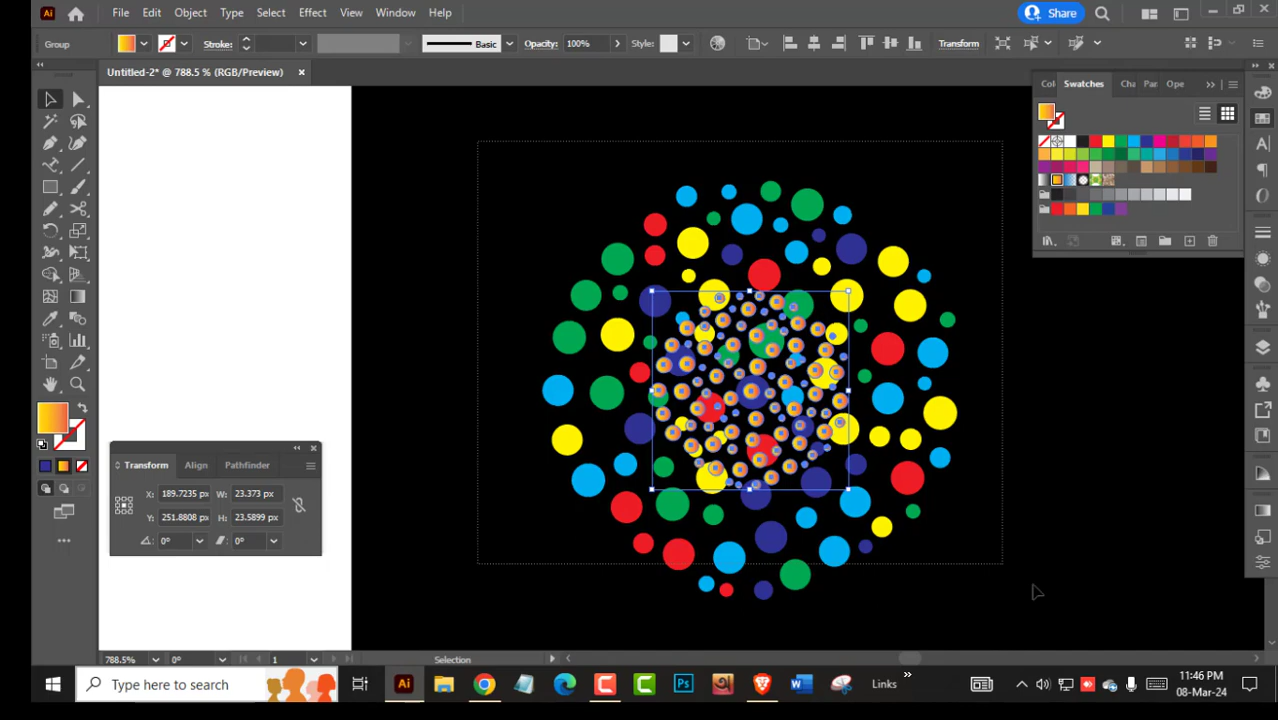 Ai File Edit Object Type Select Effect View Window Help Share
Group Stroke: Basic Opacity: 100% Style: Transform
Untitled-2* @ 788.5 % (RGB/Preview)
Swatches
Transform Align Pathfinder
X: 189.7235 px W: 23.373 px
Y: 251.8808 px H: 23.5899 px
0° 0°
788.5% 0° 1 Selection
Type here to search Ai Ps Links
11:46 PM
08-Mar-24